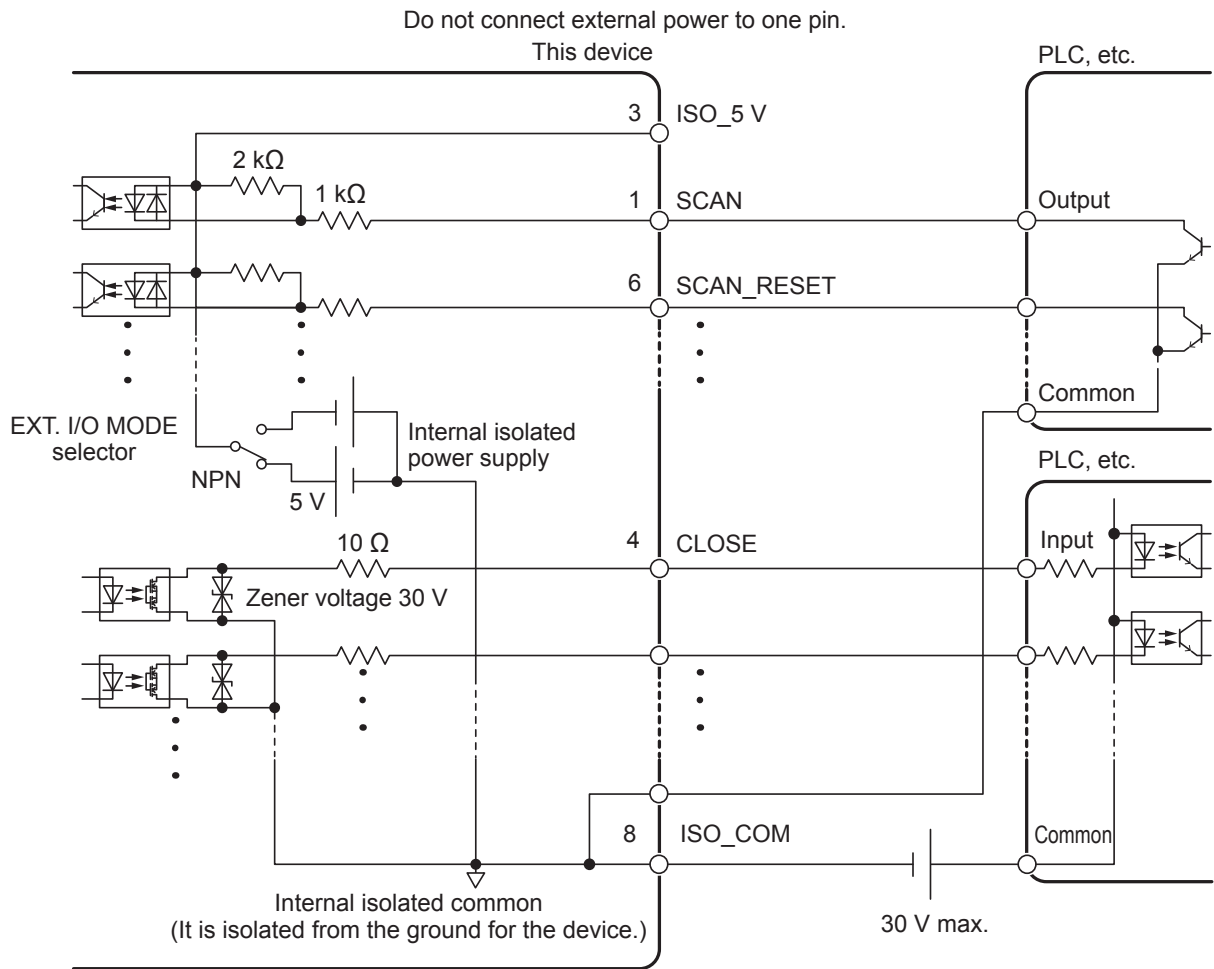 Do not connect external power to one pin.
This device
PLC, etc.
3 ISO_5 V
2 kΩ
1 kΩ
1 SCAN
Output
6 SCAN_RESET
Common
EXT. I/O MODE
selector
NPN
5 V
Internal isolated
power supply
PLC, etc.
10 Ω
4 CLOSE
Input
Zener voltage 30 V
8 ISO_COM
Common
Internal isolated common
(It is isolated from the ground for the device.)
30 V max.